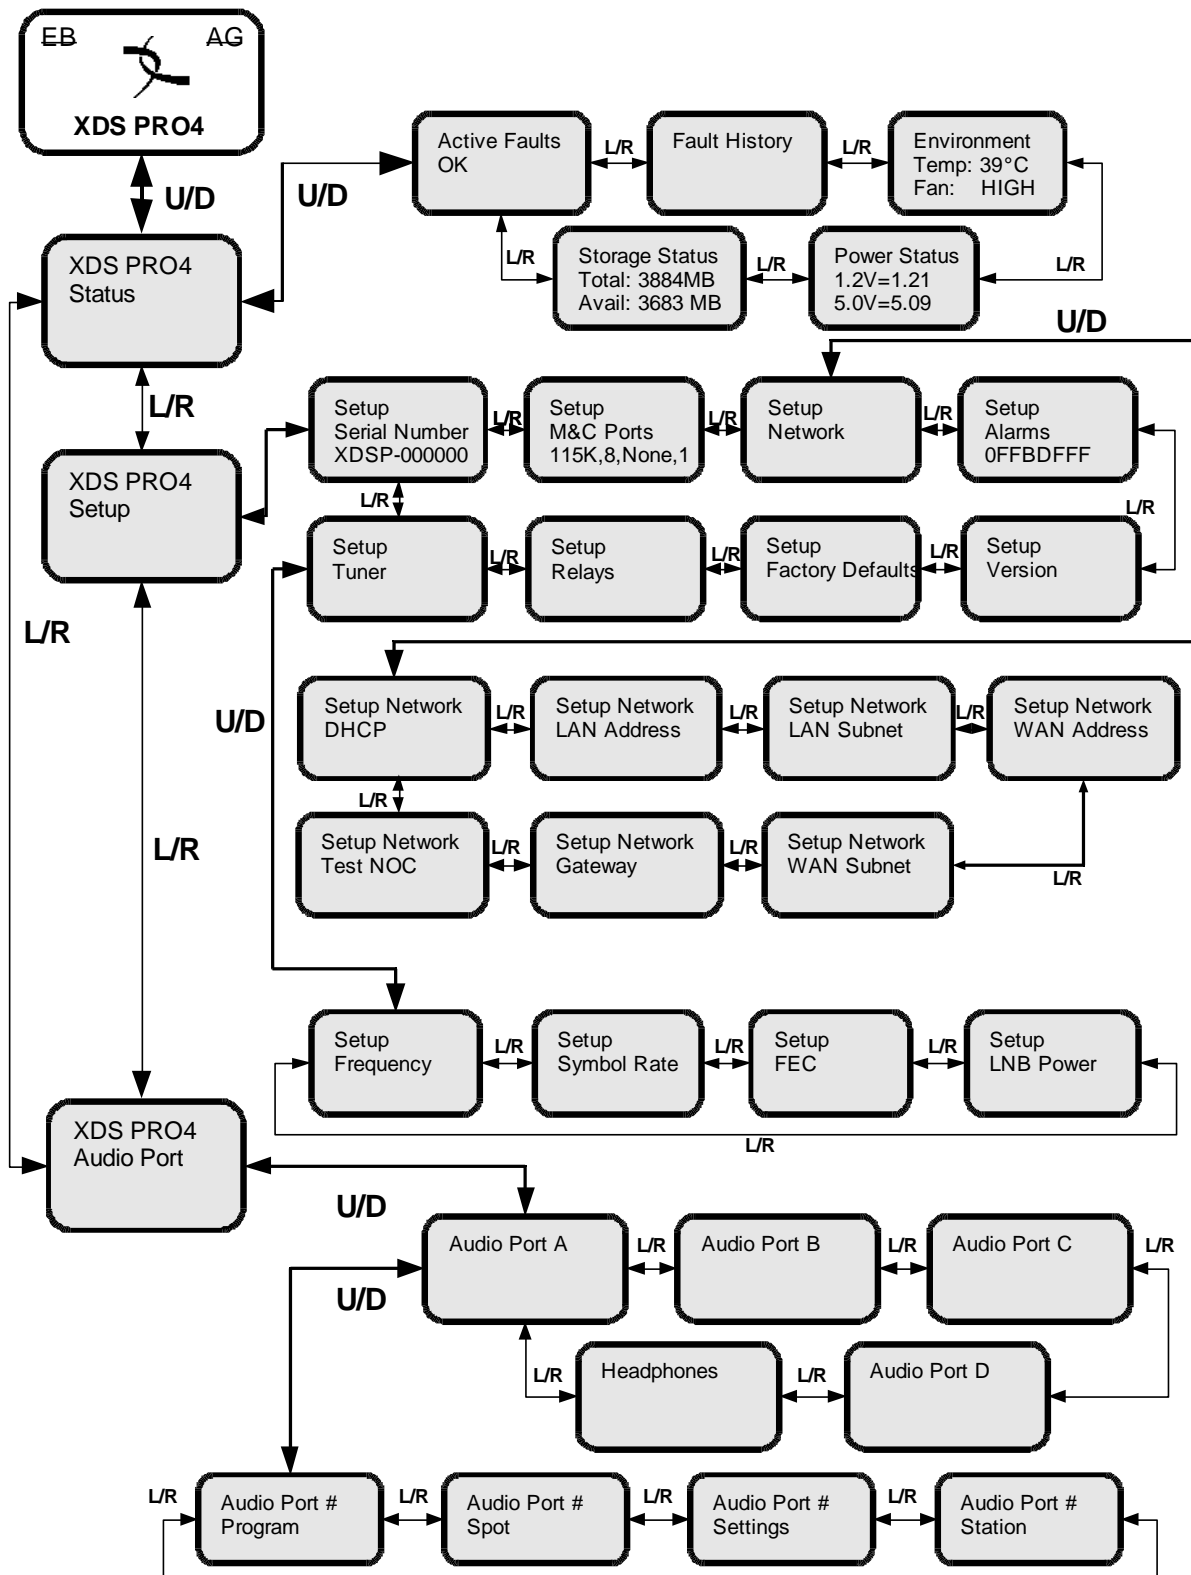 EB AG
XDS PRO4
U/D
XDS PRO4
Status
U/D
Active Faults
OK
L/R
Fault History
L/R
Environment
Temp: 39°C
Fan: HIGH
L/R
Storage Status
Total: 3884MB
Avail: 3683 MB
L/R
Power Status
1.2V=1.21
5.0V=5.09
L/R
U/D
L/R
XDS PRO4
Setup
Setup
Serial Number
XDSP-000000
L/R
Setup
M&C Ports
115K,8,None,1
L/R
Setup
Network
L/R
Setup
Alarms
0FFBDFFF
L/R
L/R
Setup
Tuner
L/R
Setup
Relays
L/R
Setup
Factory Defaults
L/R
Setup
Version
L/R
U/D
Setup Network
DHCP
L/R
Setup Network
LAN Address
L/R
Setup Network
LAN Subnet
L/R
Setup Network
WAN Address
L/R
Setup Network
Test NOC
L/R
Setup Network
Gateway
L/R
Setup Network
WAN Subnet
L/R
L/R
Setup
Frequency
L/R
Setup
Symbol Rate
L/R
Setup
FEC
L/R
Setup
LNB Power
L/R
XDS PRO4
Audio Port
U/D
Audio Port A
L/R
Audio Port B
L/R
Audio Port C
L/R
U/D
L/R
Headphones
L/R
Audio Port D
L/R
Audio Port #
Program
L/R
Audio Port #
Spot
L/R
Audio Port #
Settings
L/R
Audio Port #
Station